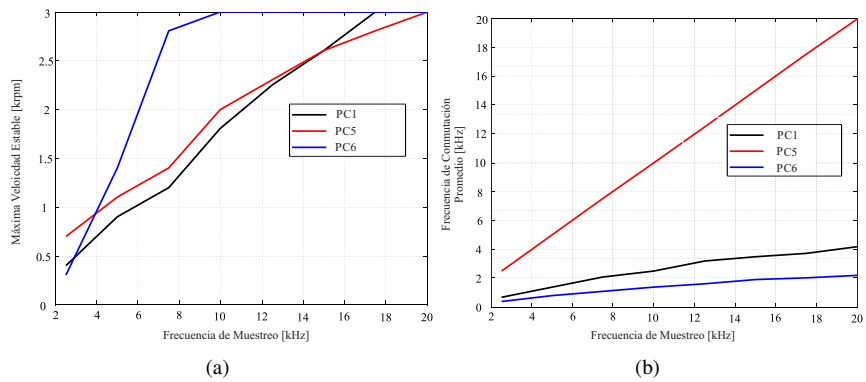 3
2.5
2
1.5
1
0.5
0
2
4
6
8
10
12
14
16
18
20
Máxima Veloicdad Estable [krpm]
Frecuencia de Muestreo [kHz]
PC1
PC5
PC6
(a)
20
18
16
14
12
10
8
6
4
2
0
2
4
6
8
10
12
14
16
18
20
Frecuencia de Conmutación
Promedio [kHz]
Frecuencia de Muestreo [kHz]
PC1
PC5
PC6
(b)